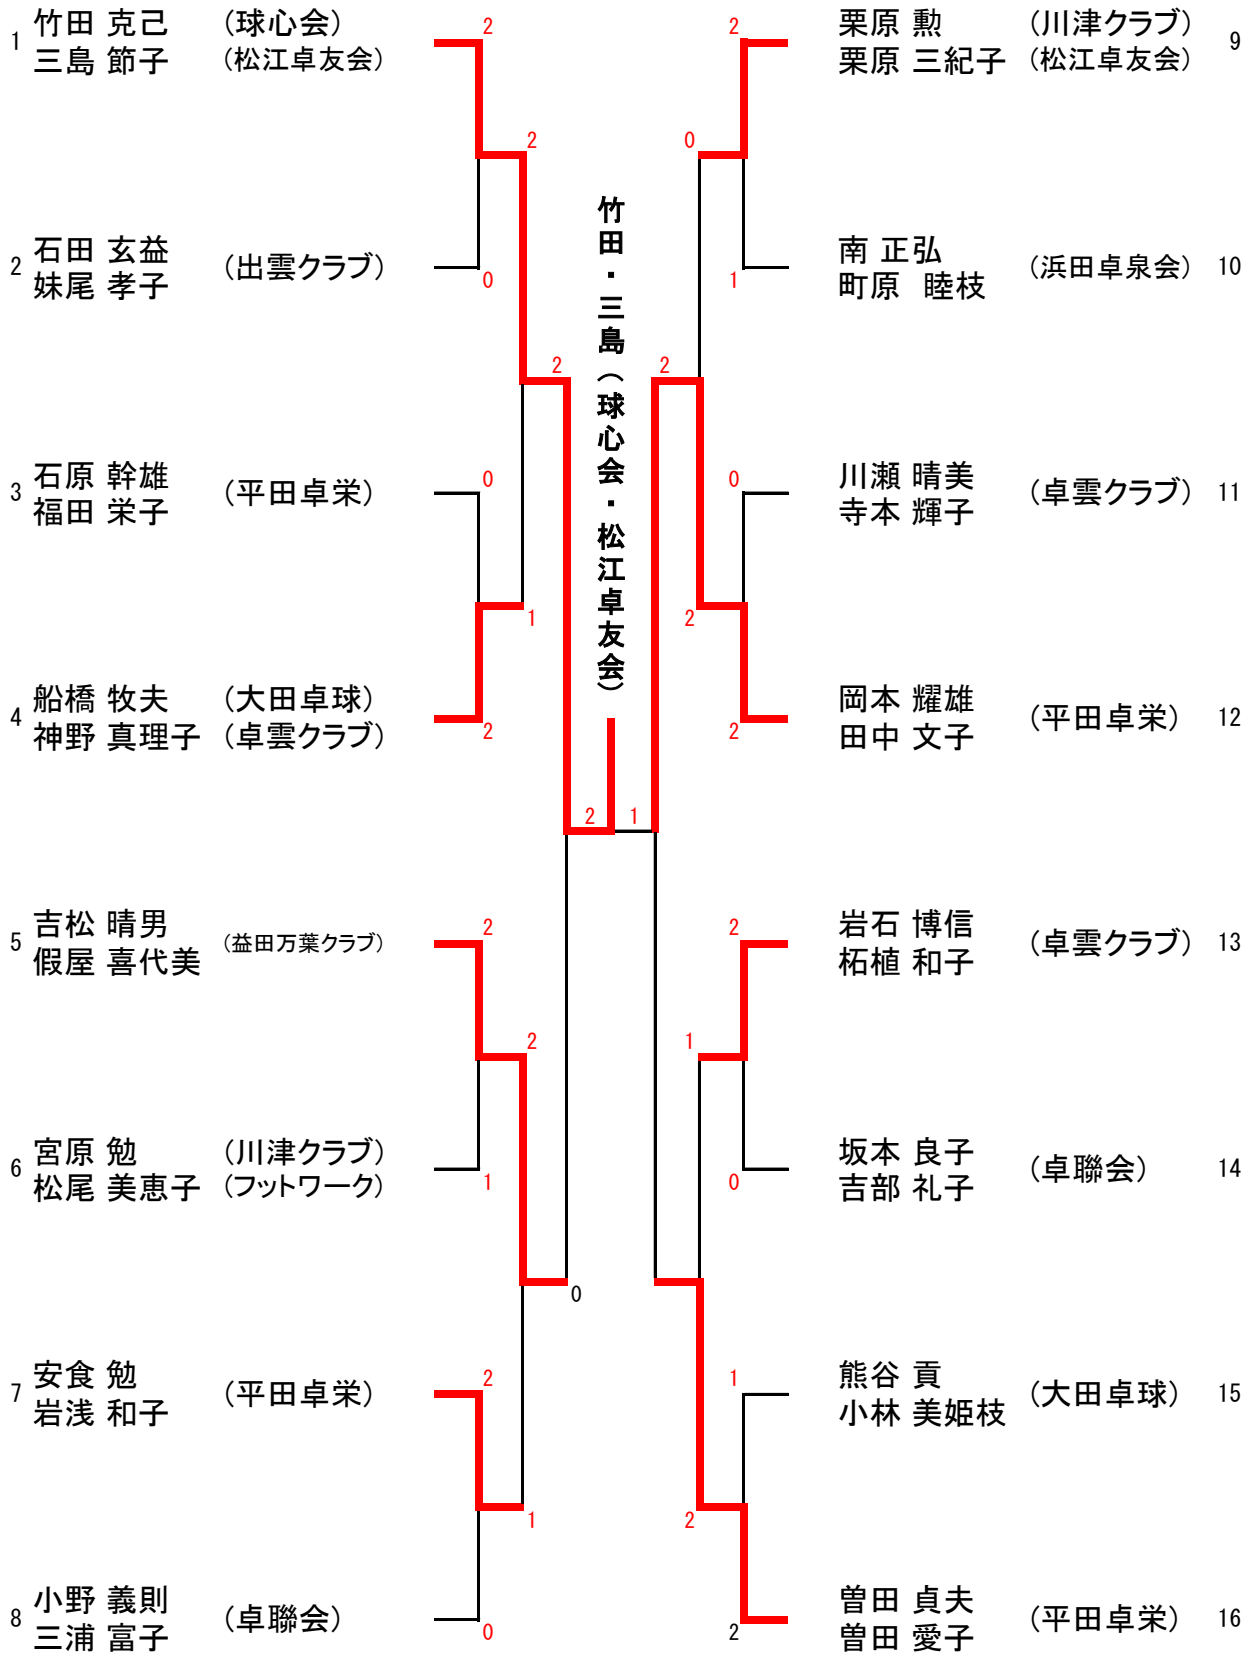 1 竹田 克己 (球心会) 2
三島 節子 (松江卓友会)
2
2 石田 玄益 (出雲クラブ)
妹尾 孝子 0
2
3 石原 幹雄 (平田卓栄) 0
福田 栄子
1
4 船橋 牧夫 (大田卓球)
神野 真理子 (卓雲クラブ) 2
2 1
5 吉松 晴男 (益田万葉クラブ) 2
假屋 喜代美
2
6 宮原 勉 (川津クラブ)
松尾 美恵子 (フットワーク) 1
0
7 安食 勉 (平田卓栄) 2
岩浅 和子
1
8 小野 義則 (卓聯会)
三浦 富子 0
竹田・三島(球心会・松江卓友会)
2 栗原 勲 (川津クラブ) 9
栗原 三紀子 (松江卓友会)
0
南 正弘 (浜田卓泉会) 10
1 町原 睦枝
2
0 川瀬 晴美 (卓雲クラブ) 11
寺本 輝子
2
岡本 耀雄 (平田卓栄) 12
2 田中 文子
2 岩石 博信 (卓雲クラブ) 13
柘植 和子
1
坂本 良子 (卓聯会) 14
0 吉部 礼子
1 熊谷 貢 (大田卓球) 15
小林 美姫枝
2
曽田 貞夫 (平田卓栄) 16
2 曽田 愛子